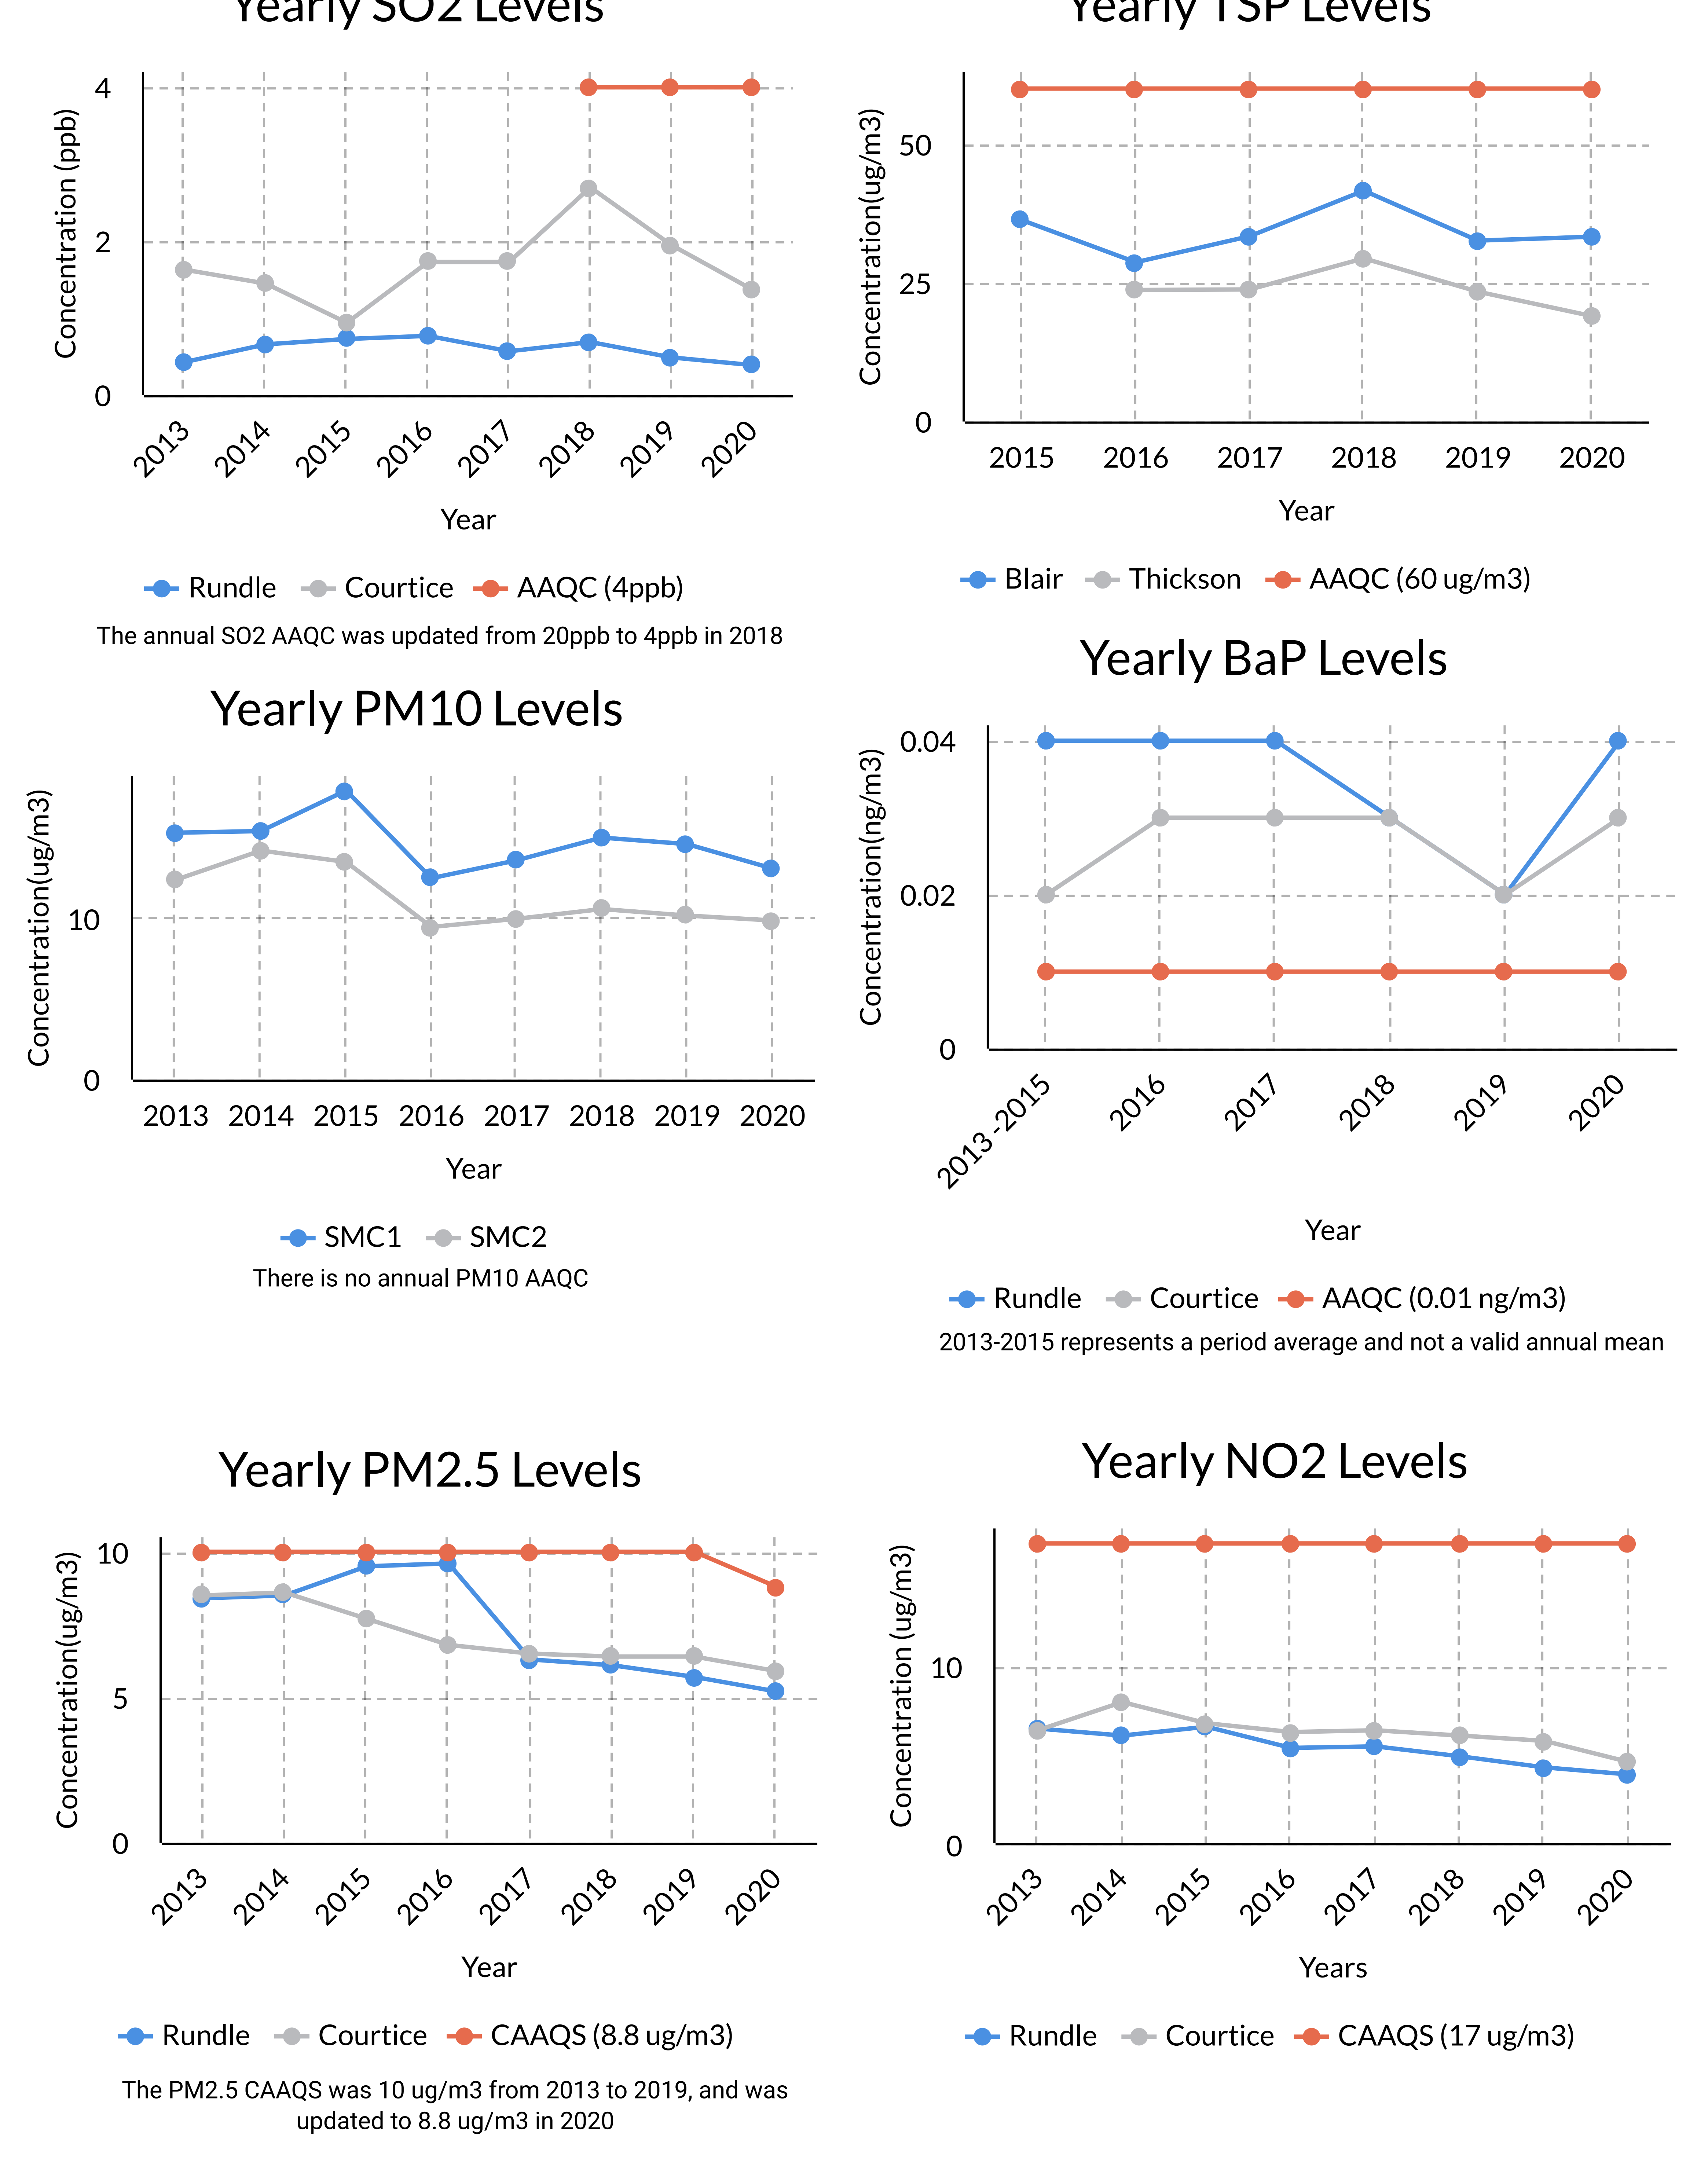 Yearly SO2 Levels
Concentration (ppb)
4
2
0
2013 2014 2015 2016 2017 2018 2019 2020
Year
Rundle Courtice AAQC (4ppb)
The annual SO2 AAQC was updated from 20ppb to 4ppb in 2018
Yearly TSP Levels
Concentration(ug/m3)
50
25
0
2015 2016 2017 2018 2019 2020
Year
Blair Thickson AAQC (60 ug/m3)
Yearly PM10 Levels
Concentration(ug/m3)
10
0
2013 2014 2015 2016 2017 2018 2019 2020
Year
SMC1 SMC2
There is no annual PM10 AAQC
Yearly BaP Levels
Concentration(ng/m3)
0.04
0.02
0
2013 -2015 2016 2017 2018 2019 2020
Year
Rundle Courtice AAQC (0.01 ng/m3)
2013-2015 represents a period average and not a valid annual mean
Yearly PM2.5 Levels
Concentration(ug/m3)
10
5
0
2013 2014 2015 2016 2017 2018 2019 2020
Year
Rundle Courtice CAAQS (8.8 ug/m3)
The PM2.5 CAAQS was 10 ug/m3 from 2013 to 2019, and was
updated to 8.8 ug/m3 in 2020
Yearly NO2 Levels
Concentration (ug/m3)
10
0
2013 2014 2015 2016 2017 2018 2019 2020
Years
Rundle Courtice CAAQS (17 ug/m3)